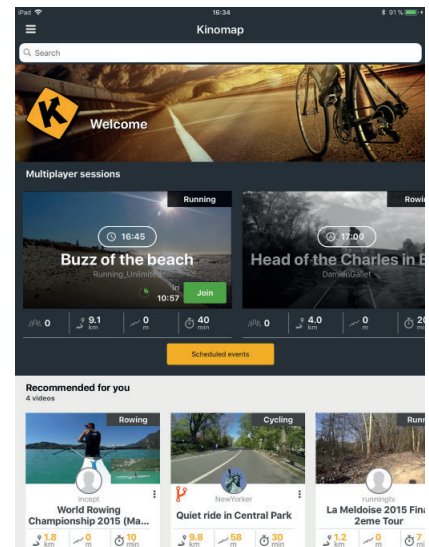 iPad
16:34
91 %
Kinomap
Search
K
Welcome
Multiplayer sessions
Running
16:45
Buzz of the beach
Running_Unlimited
in
10:57
Join
0
9.1
km
0
m
40
min
17:00
Head of the Charles in B
DamienGallet
0
4.0
km
0
m
min
Scheduled events
Recommended for you
4 videos
Rowing
incept
World Rowing
Championship 2015 (Ma...
1.8
km
0
m
10
min
Cycling
NewYorker
Quiet ride in Central Park
9.8
km
58
m
30
min
runningtv
La Meldoise 2015 Fina
2eme Tour
1.2
km
0
m
7
min